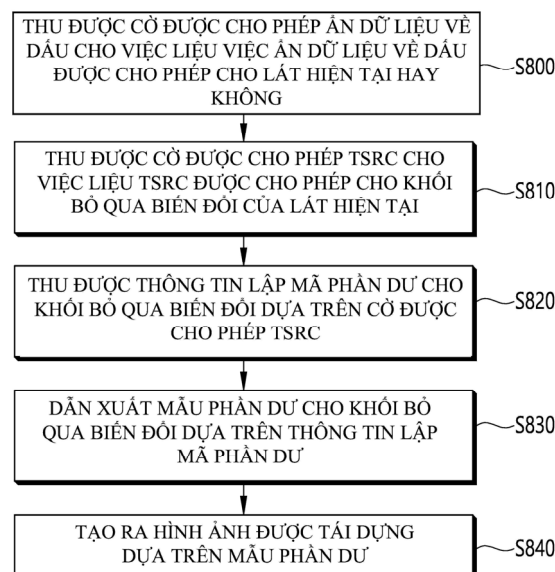 THU ĐƯỢC CỜ ĐƯỢC CHO PHÉP ẨN DỮ LIỆU VỀ
DẤU CHO VIỆC LIỆU VIỆC ẨN DỮ LIỆU VỀ DẤU
ĐƯỢC CHO PHÉP CHO LÁT HIỆN TẠI HAY
KHÔNG
S800
THU ĐƯỢC CỜ ĐƯỢC CHO PHÉP TSRC CHO
VIỆC LIỆU TSRC ĐƯỢC CHO PHÉP CHO KHỐI
BỎ QUA BIẾN ĐỔI CỦA LÁT HIỆN TẠI
S810
THU ĐƯỢC THÔNG TIN LẬP MÃ PHẦN DƯ CHO
KHỐI BỎ QUA BIẾN ĐỔI DỰA TRÊN CỜ ĐƯỢC
CHO PHÉP TSRC
S820
DẪN XUẤT MẪU PHẦN DƯ CHO KHỐI BỎ
QUA BIẾN ĐỔI DỰA TRÊN THÔNG TIN LẬP
MÃ PHẦN DƯ
S830
TẠO RA HÌNH ẢNH ĐƯỢC TÁI DỰNG
DỰA TRÊN MẪU PHẦN DƯ
S840